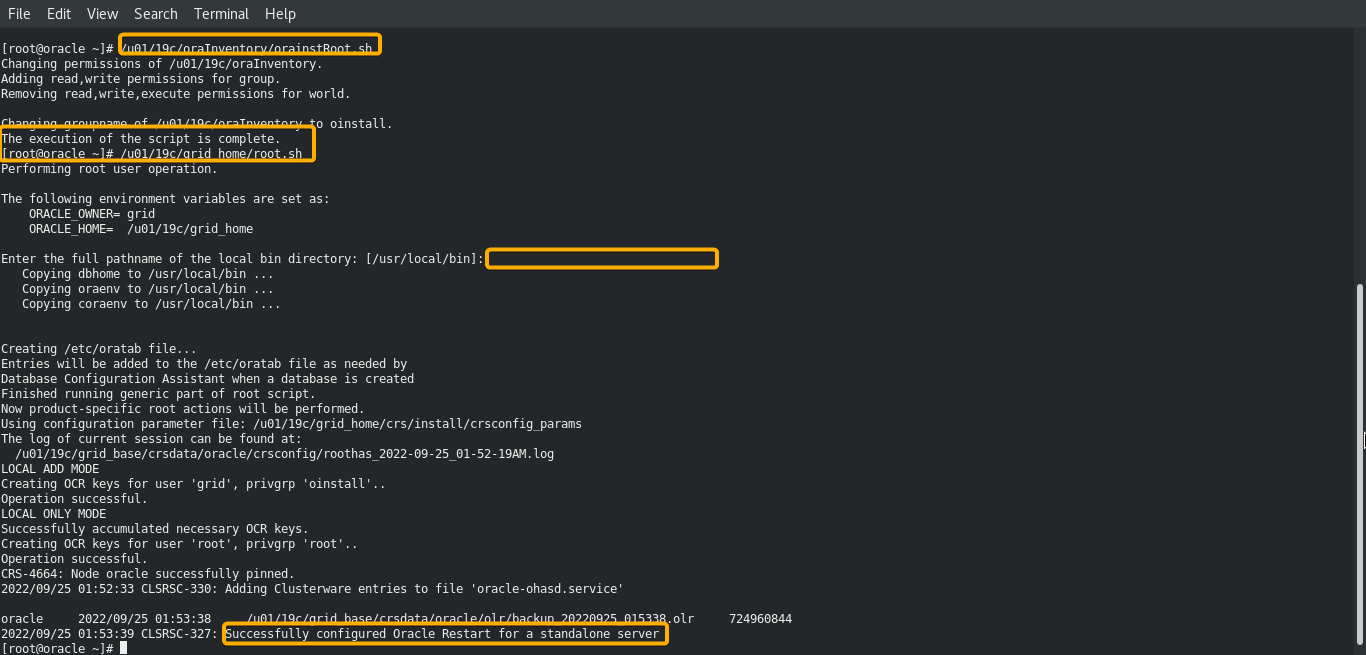 File Edit View Search Terminal Help
[root@oracle ~]# /u01/19c/oraInventory/orainstRoot.sh
Changing permissions of /u01/19c/oraInventory.
Adding read,write permissions for group.
Removing read,write,execute permissions for world.
Changing groupname of /u01/19c/oraInventory to oinstall.
The execution of the script is complete.
[root@oracle ~]# /u01/19c/grid_home/root.sh
Performing root user operation.
The following environment variables are set as:
ORACLE_OWNER= grid
ORACLE_HOME=  /u01/19c/grid_home
Enter the full pathname of the local bin directory: [/usr/local/bin]:
Copying dbhome to /usr/local/bin ...
Copying oraenv to /usr/local/bin ...
Copying coraenv to /usr/local/bin ...
Creating /etc/oratab file...
Entries will be added to the /etc/oratab file as needed by
Database Configuration Assistant when a database is created
Finished running generic part of root script.
Now product-specific root actions will be performed.
Using configuration parameter file: /u01/19c/grid_home/crs/install/crsconfig_params
The log of current session can be found at:
/u01/19c/grid_base/crsdata/oracle/crsconfig/roothas_2022-09-25_01-52-19AM.log
LOCAL ADD MODE
Creating OCR keys for user 'grid', privgrp 'oinstall'..
Operation successful.
LOCAL ONLY MODE
Successfully accumulated necessary OCR keys.
Creating OCR keys for user 'root', privgrp 'root'..
Operation successful.
CRS-4664: Node oracle successfully pinned.
2022/09/25 01:52:33 CLSRSC-330: Adding Clusterware entries to file 'oracle-ohasd.service'
oracle     2022/09/25 01:53:38     /u01/19c/grid_base/crsdata/oracle/olr/backup_20220925_015338.olr     724960844
2022/09/25 01:53:39 CLSRSC-327: Successfully configured Oracle Restart for a standalone server
[root@oracle ~]#